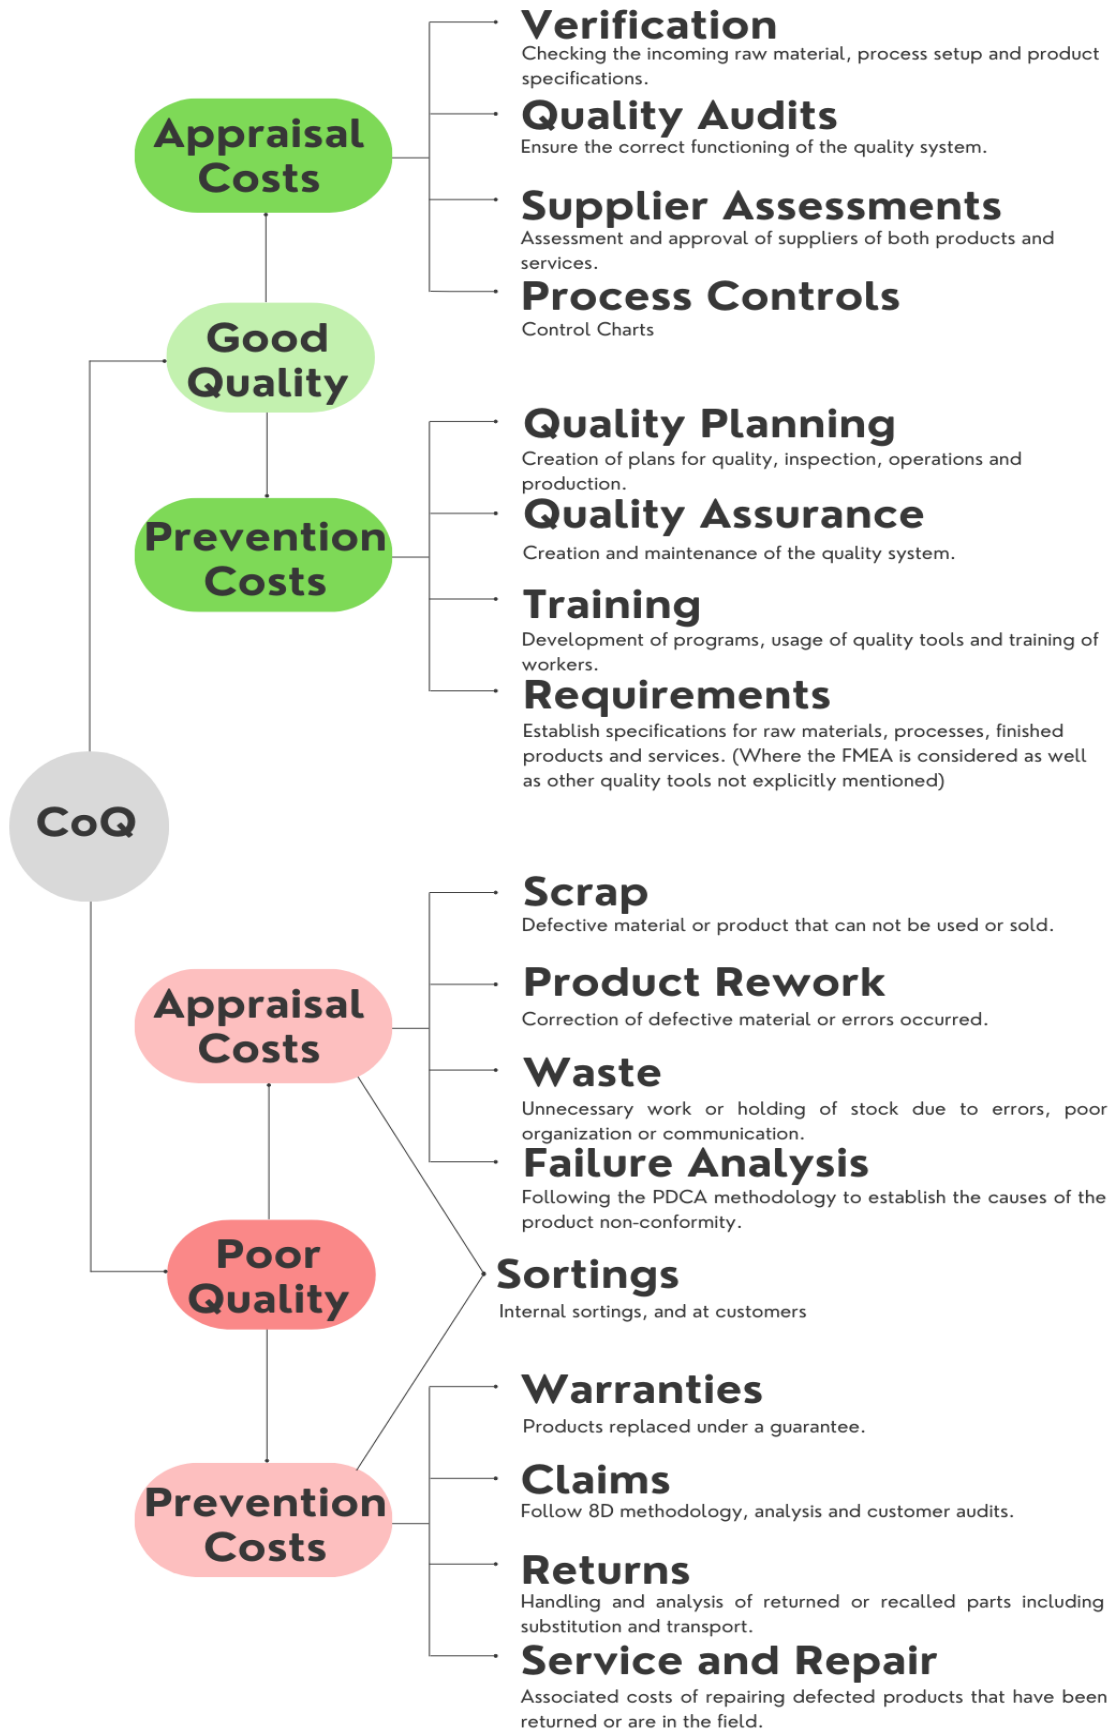 Verification
Checking the incoming raw material, process setup and product
specifications.
Quality Audits
Ensure the correct functioning of the quality system.
Appraisal
Costs
Supplier Assessments
Assessment and approval of suppliers of both products and
services.
Process Controls
Control Charts
Good
Quality
Quality Planning
Creation of plans for quality, inspection, operations and
production.
Quality Assurance
Creation and maintenance of the quality system.
Prevention
Costs
Training
Development of programs, usage of quality tools and training of
workers.
Requirements
Establish specifications for raw materials, processes, finished
products and services. (Where the FMEA is considered as well
as other quality tools not explicitly mentioned)
CoQ
Scrap
Defective material or product that can not be used or sold.
Product Rework
Correction of defective material or errors occurred.
Appraisal
Costs
Waste
Unnecessary work or holding of stock due to errors, poor
organization or communication.
Failure Analysis
Following the PDCA methodology to establish the causes of the
product non-conformity.
Poor
Quality
Sortings
Internal sortings, and at customers
Warranties
Products replaced under a guarantee.
Claims
Follow 8D methodology, analysis and customer audits.
Prevention
Costs
Returns
Handling and analysis of returned or recalled parts including
substitution and transport.
Service and Repair
Associated costs of repairing defected products that have been
returned or are in the field.